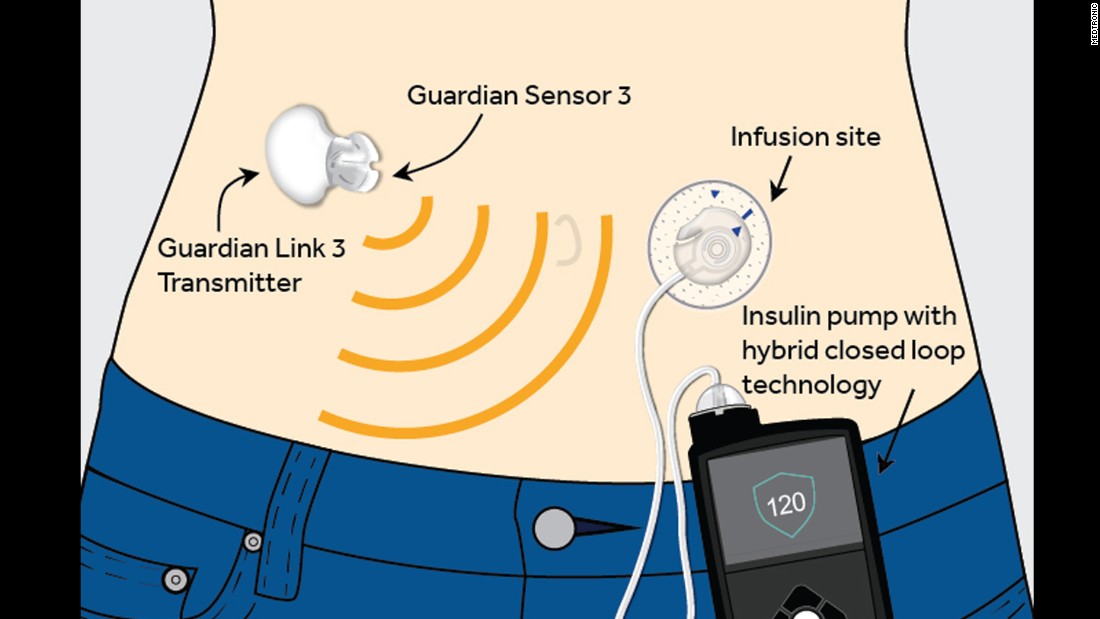 Guardian Sensor 3
Infusion site
Guardian Link 3
Transmitter
Insulin pump with
hybrid closed loop
technology
120
MEDTRONIC